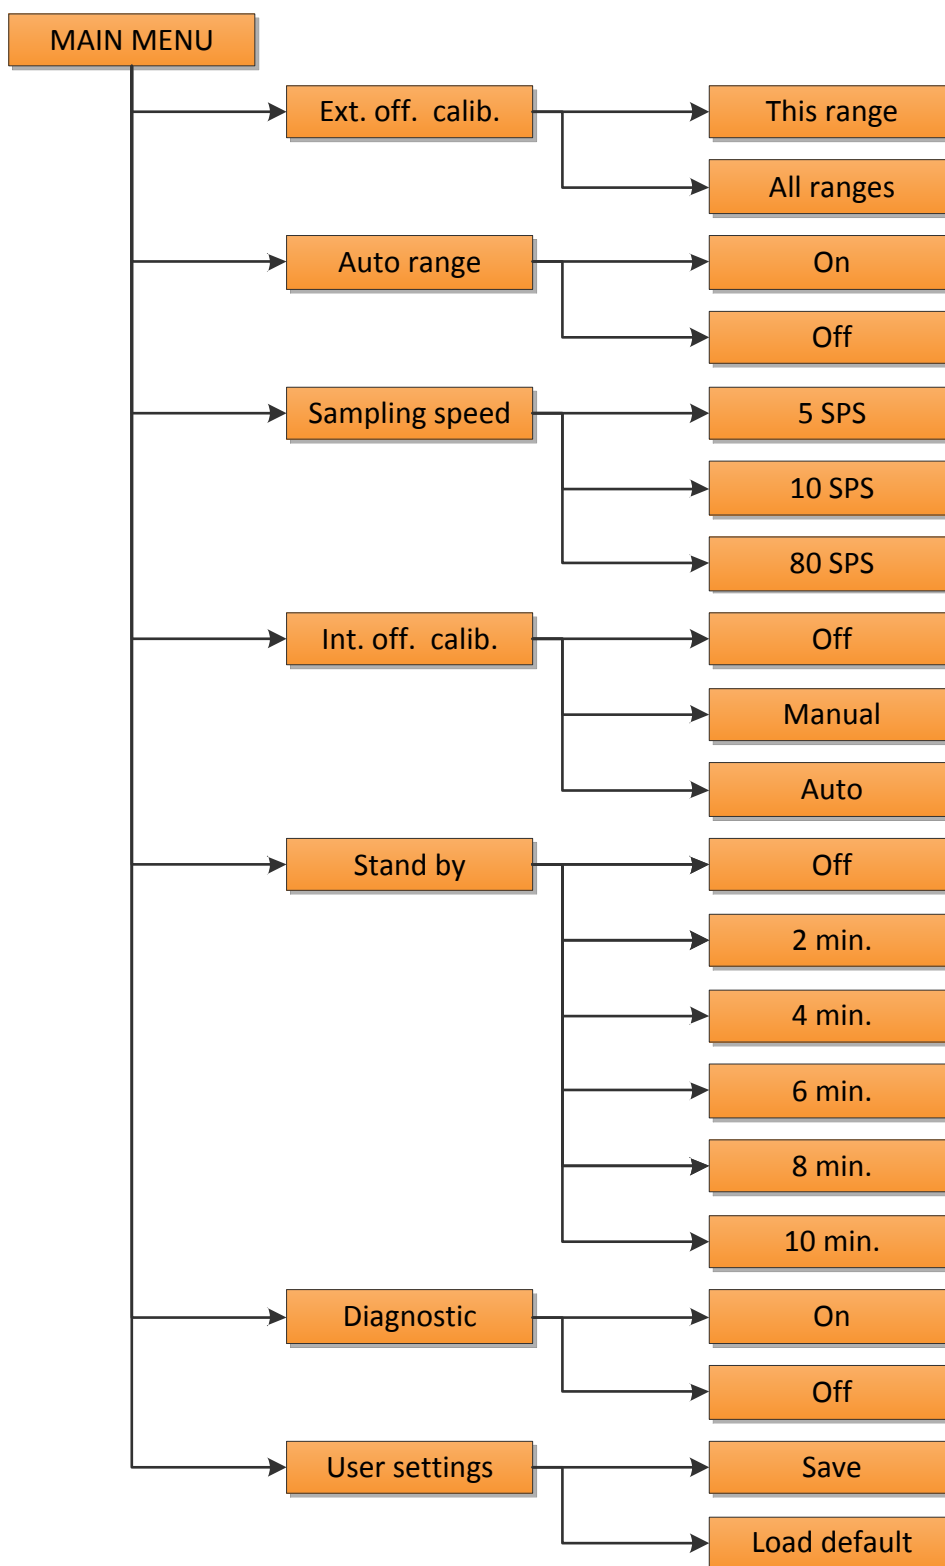 MAIN MENU
Ext. off.  calib.
This range
All ranges
Auto range
On
Off
Sampling speed
5 SPS
10 SPS
80 SPS
Int. off.  calib.
Off
Manual
Auto
Stand by
Off
2 min.
4 min.
6 min.
8 min.
10 min.
Diagnostic
On
Off
User settings
Save
Load default